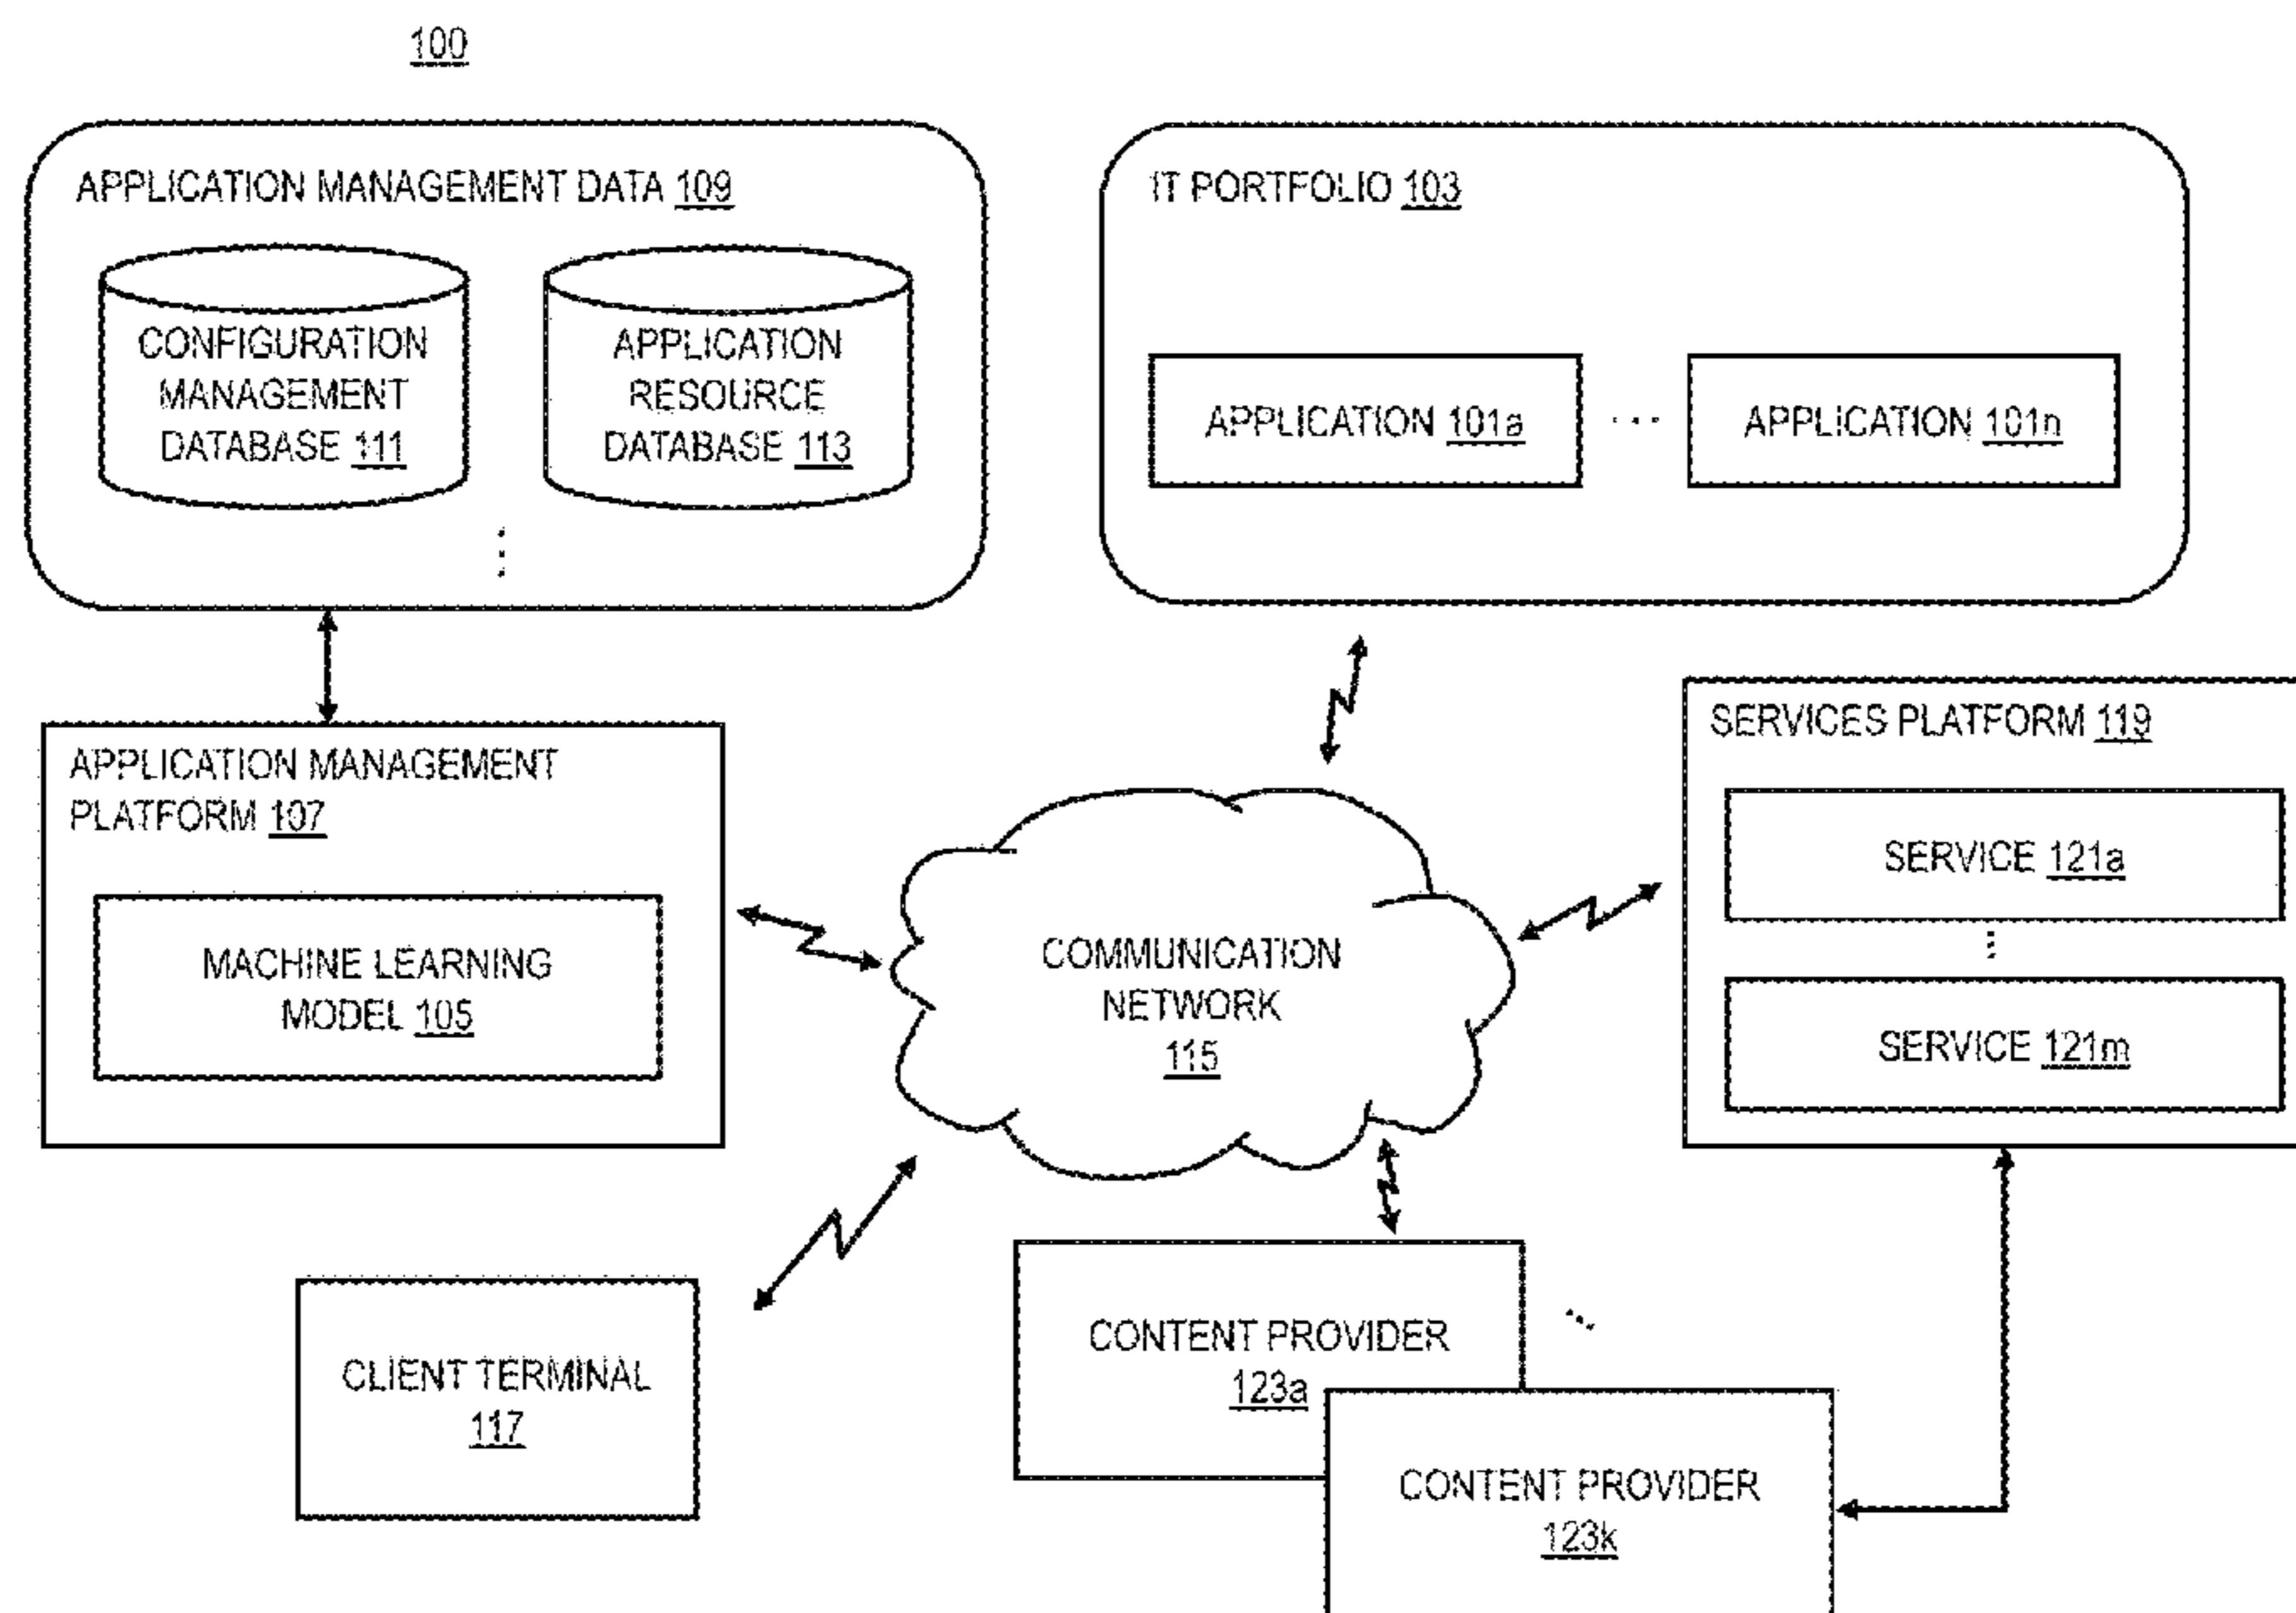 100
APPLICATION MANAGEMENT DATA 109
CONFIGURATION
MANAGEMENT
DATABASE 111
APPLICATION
RESOURCE
DATABASE 113
IT PORTFOLIO 103
APPLICATION 101a
...
APPLICATION 101n
APPLICATION MANAGEMENT
PLATFORM 107
MACHINE LEARNING
MODEL 105
COMMUNICATION
NETWORK
115
SERVICES PLATFORM 119
SERVICE 121a
SERVICE 121m
CLIENT TERMINAL
117
CONTENT PROVIDER
123a
CONTENT PROVIDER
123k